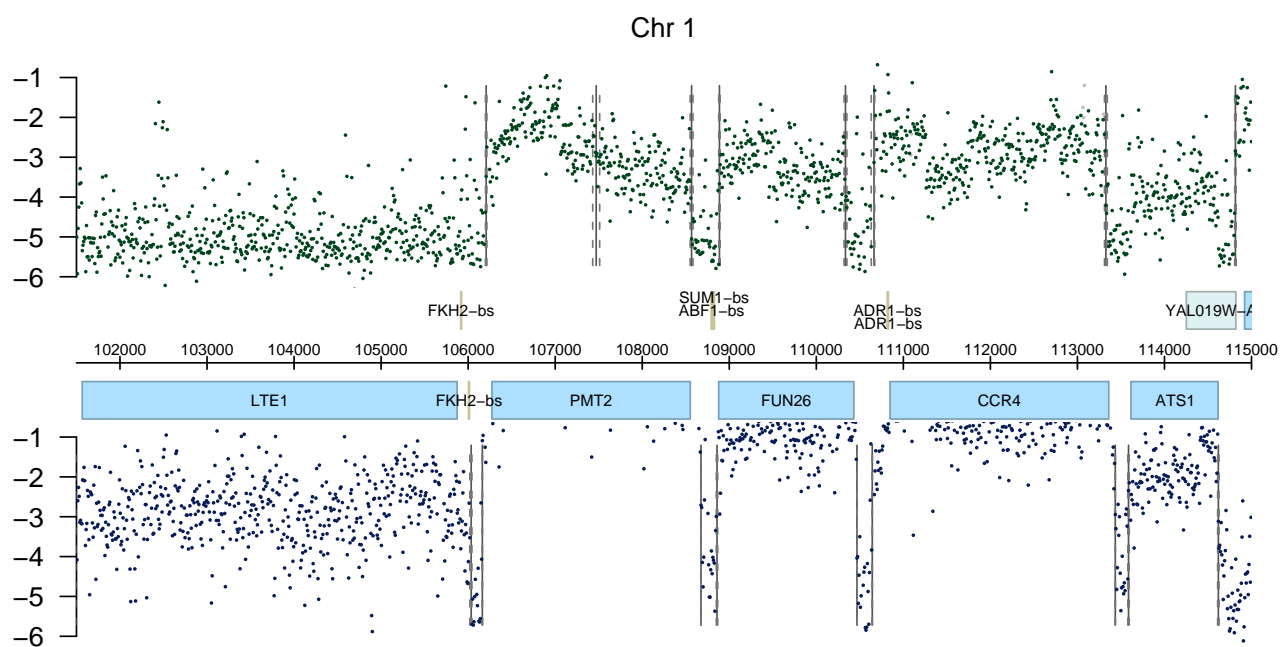 Chr 1
−1
−2
−3
−4
−5
−6
SUM1−bs
FKH2−bs ABF1−bs ADR1−bs YAL019W−A
ADR1−bs
102000 103000 104000 105000 106000 107000 108000 109000 110000 111000 112000 113000 114000 115000
LTE1 FKH2−bs PMT2 FUN26 CCR4 ATS1
−1
−2
−3
−4
−5
−6